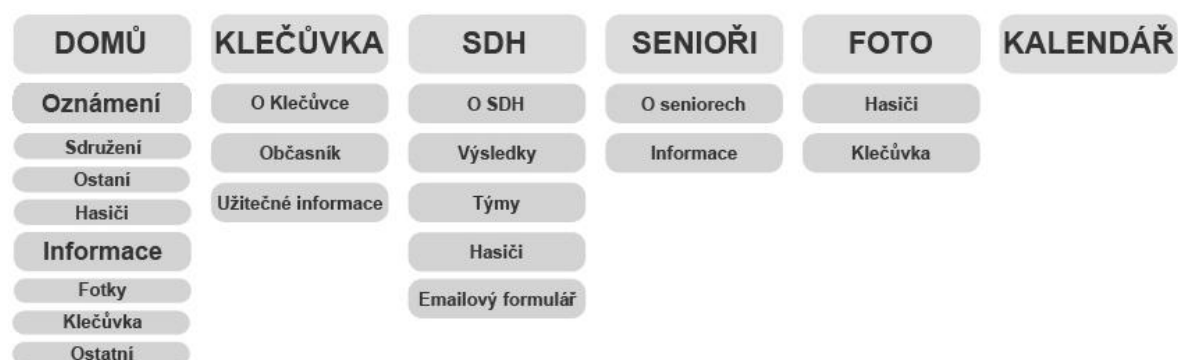 DOMŮ
KLEČŮVKA
SDH
SENIOŘI
FOTO
KALENDÁŘ
Oznámení
Sdružení
Ostaní
Hasiči
Informace
Fotky
Klečůvka
Ostatní
O Klečůvce
Občasník
Užitečné informace
O SDH
Výsledky
Týmy
Hasiči
Emailový formulář
O seniorech
Informace
Hasiči
Klečůvka